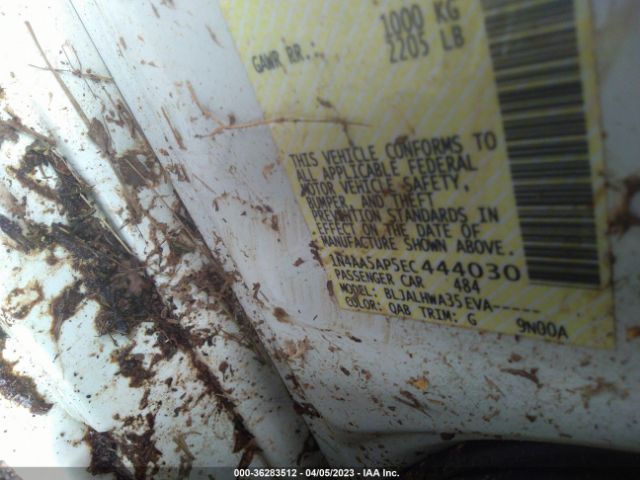 1000 KG
GAWR RR.: 2205 LB
THIS VEHICLE CONFORMS TO
ALL APPLICABLE FEDERAL
MOTOR VEHICLE SAFETY,
BUMPER, AND THEFT
PREVENTION STANDARDS IN
EFFECT ON THE DATE OF
MANUFACTURE SHOWN ABOVE.
1N4AA5AP5EC444030
PASSENGER CAR 484
MODEL: BLJALHWA35EVA-----
COLOR: QAB TRIM: G 9N00A
000-36283512 - 04/05/2023 - IAA Inc.